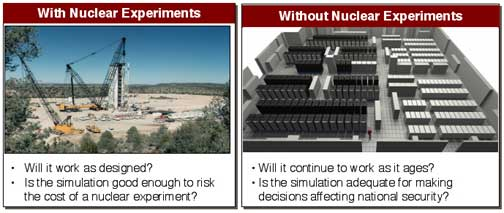 With Nuclear Experiments
• Will it work as designed?
• Is the simulation good enough to risk
the cost of a nuclear experiment?
Without Nuclear Experiments
• Will it continue to work as it ages?
• Is the simulation adequate for making
decisions affecting national security?